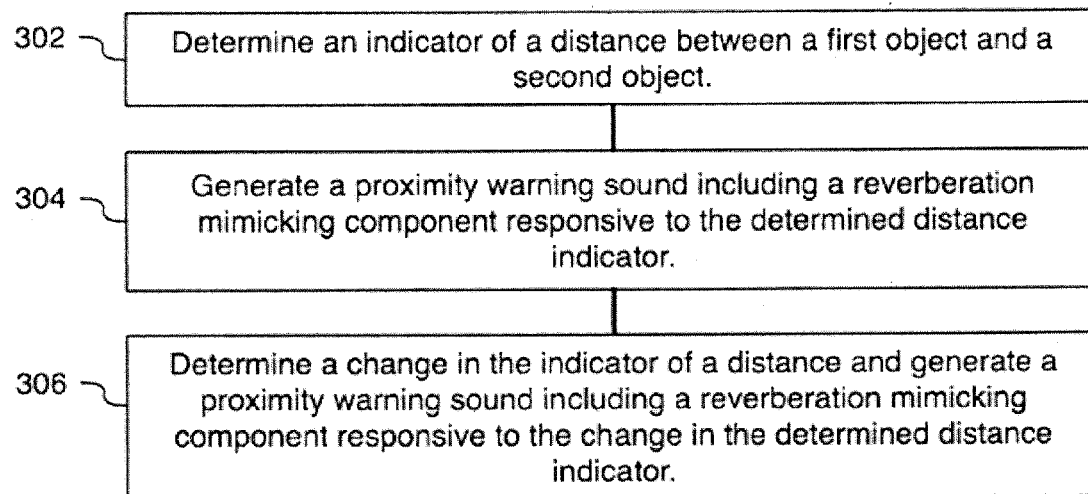 302
Determine an indicator of a distance between a first object and a
second object.
304
Generate a proximity warning sound including a reverberation
mimicking component responsive to the determined distance
indicator.
306
Determine a change in the indicator of a distance and generate a
proximity warning sound including a reverberation mimicking
component responsive to the change in the determined distance
indicator.